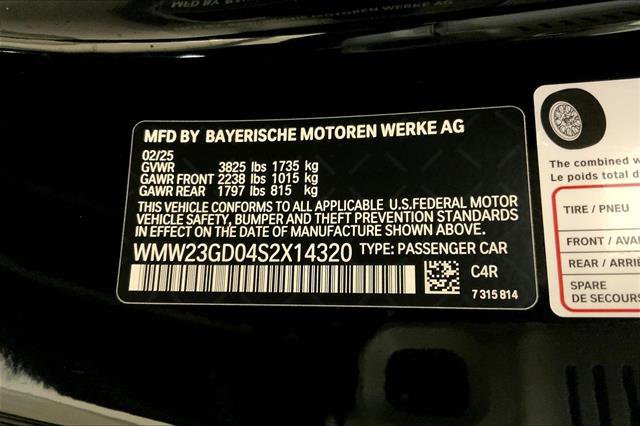 MFD BY BAYERISCHE MOTOREN WERKE AG
02/25
GVWR 3825 lbs 1735 kg
GAWR FRONT 2238 lbs 1015 kg
GAWR REAR 1797 lbs 815 kg
THIS VEHICLE CONFORMS TO ALL APPLICABLE U.S.FEDERAL MOTOR
VEHICLE SAFETY, BUMPER AND THEFT PREVENTION STANDARDS
IN EFFECT ON THE DATE OF MANUFACTURE SHOWN ABOVE.
WMW23GD04S2X14320 TYPE: PASSENGER CAR
C4R
7 315 814
The combined w
Le poids total d
TIRE / PNEU
FRONT / AVA
REAR / ARRIÈ
SPARE
DE SECOURS